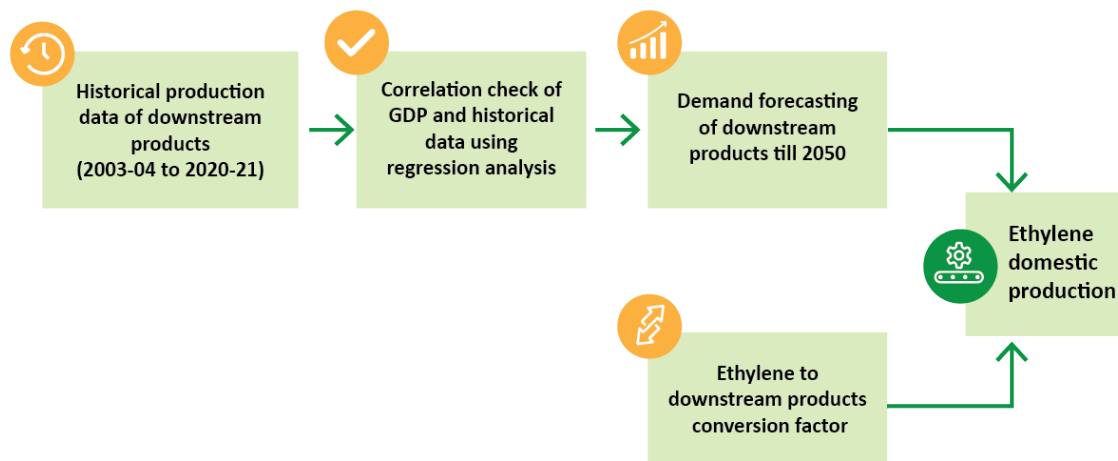 Historical production
data of downstream
products
(2003-04 to 2020-21)
Correlation check of
GDP and historical
data using
regression analysis
Demand forecasting
of downstream
products till 2050
Ethylene
domestic
production
Ethylene to
downstream products
conversion factor